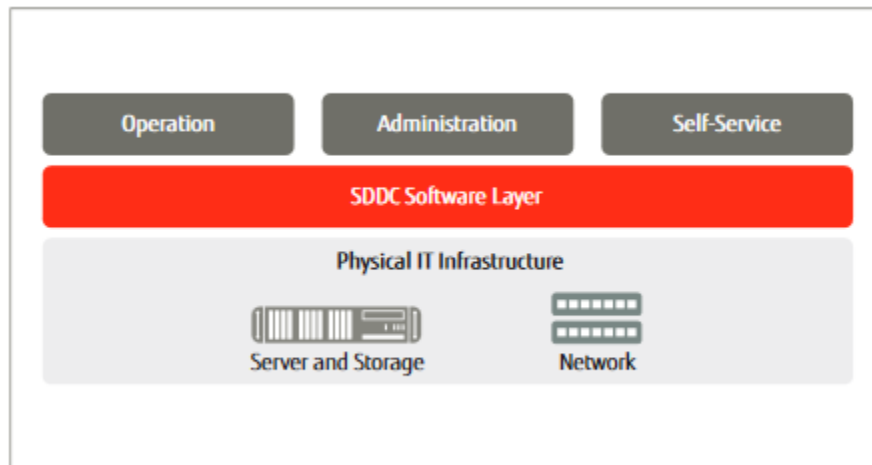 Operation
Administration
Self-Service
SDDC Software Layer
Physical IT Infrastructure
Server and Storage
Network